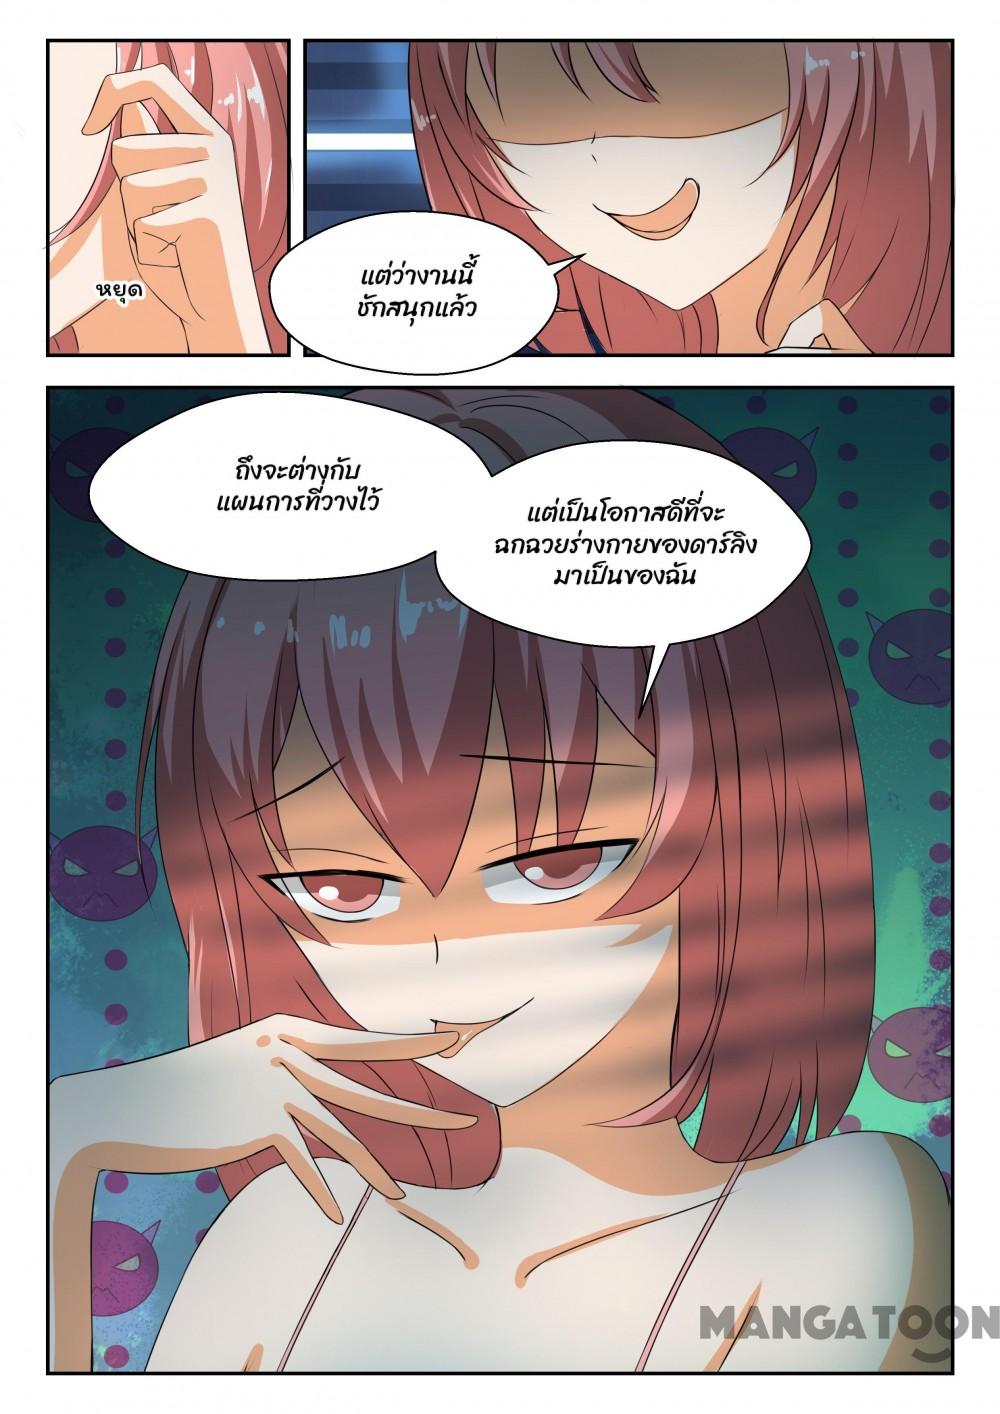 หยุด
แต่ว่างานนี้
ชักสนุกแล้ว
ถึงจะต่างกับ
แผนการที่วางไว้
แต่เป็นโอกาสดีที่จะ
ฉกฉวยร่างกายของดาร์ลิง
มาเป็นของฉัน
MANGATOON